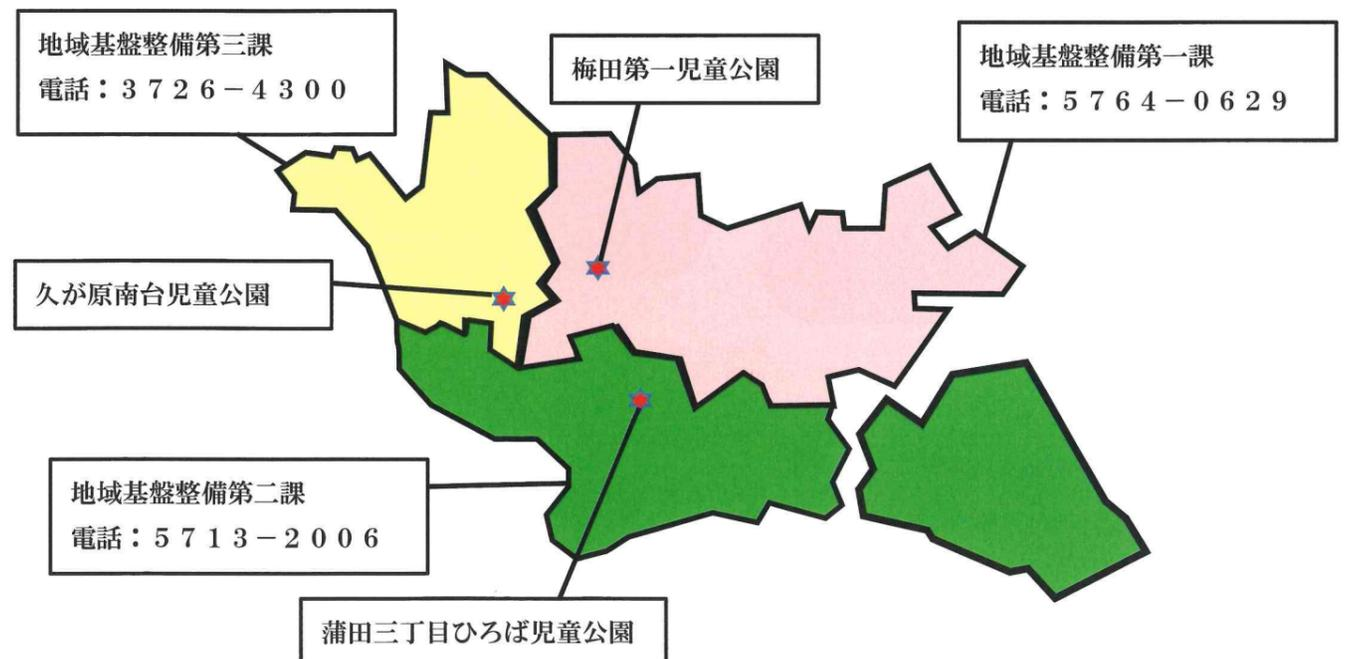 地域基盤整備第三課
電話：３７２６－４３００
梅田第一児童公園
地域基盤整備第一課
電話：５７６４－０６２９
久が原南台児童公園
地域基盤整備第二課
電話：５７１３－２００６
蒲田三丁目ひろば児童公園